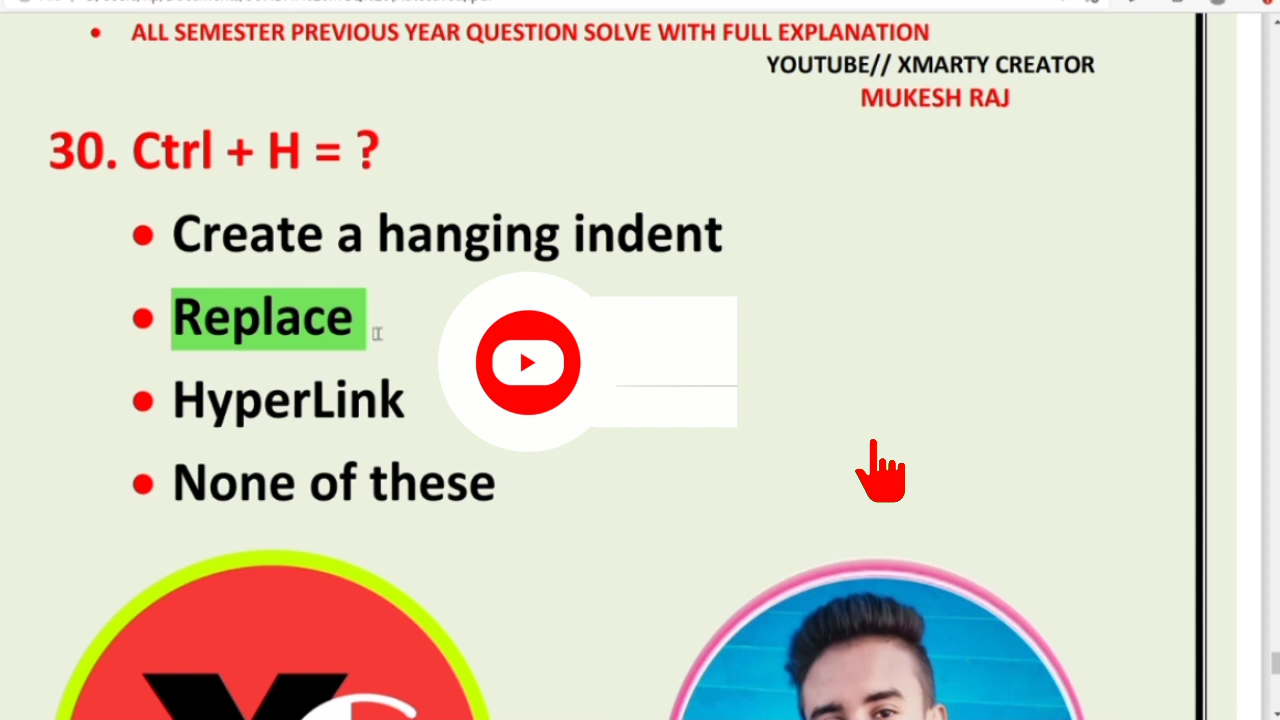 ALL SEMESTER PREVIOUS YEAR QUESTION SOLVE WITH FULL EXPLANATION
YOUTUBE// XMARTY CREATOR
MUKESH RAJ
30. Ctrl + H = ?
Create a hanging indent
Replace
HyperLink
None of these